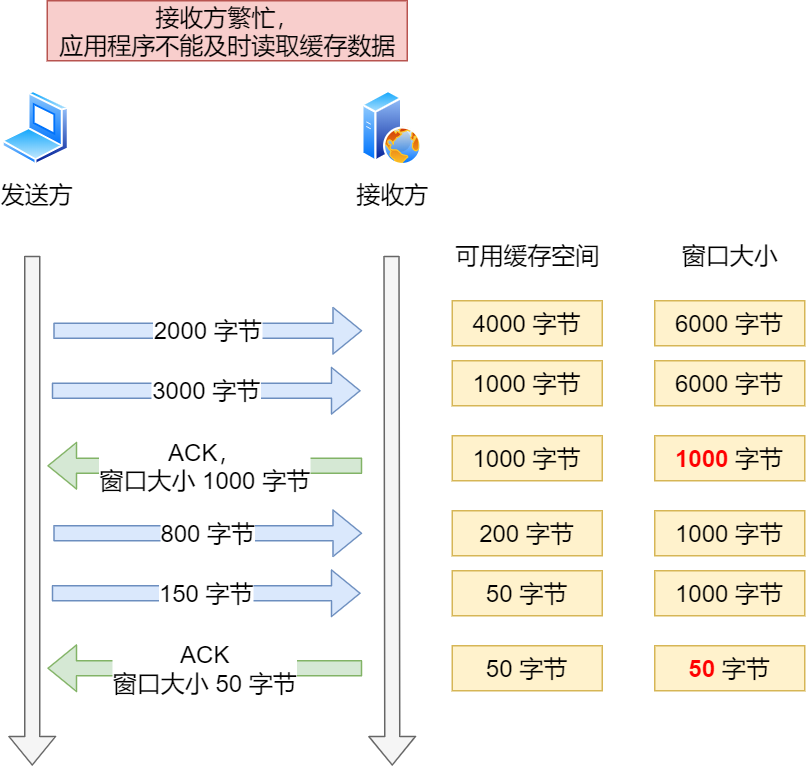 接收方繁忙，
应用程序不能及时读取缓存数据
发送方
接收方
可用缓存空间
窗口大小
2000 字节
4000 字节
6000 字节
3000 字节
1000 字节
6000 字节
ACK，
窗口大小 1000 字节
1000 字节
1000 字节
800 字节
200 字节
1000 字节
150 字节
50 字节
1000 字节
ACK
窗口大小 50 字节
50 字节
50 字节